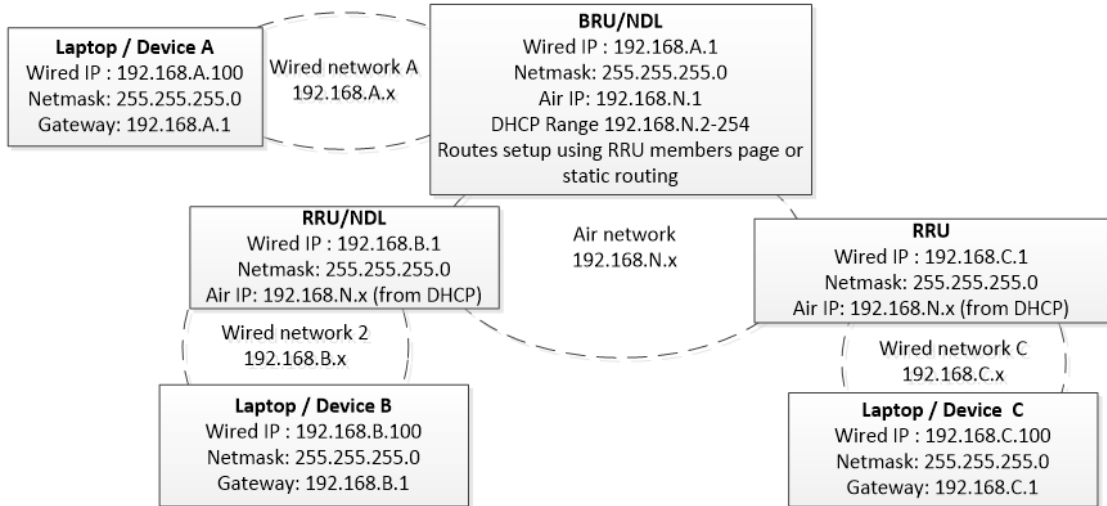 Laptop / Device A
Wired IP : 192.168.A.100
Netmask: 255.255.255.0
Gateway: 192.168.A.1
Wired network A
192.168.A.x
BRU/NDL
Wired IP : 192.168.A.1
Netmask: 255.255.255.0
Air IP: 192.168.N.1
DHCP Range 192.168.N.2-254
Routes setup using RRU members page or
static routing
RRU/NDL
Wired IP : 192.168.B.1
Netmask: 255.255.255.0
Air IP: 192.168.N.x (from DHCP)
Air network
192.168.N.x
RRU
Wired IP : 192.168.C.1
Netmask: 255.255.255.0
Air IP: 192.168.N.x (from DHCP)
Wired network 2
192.168.B.x
Wired network C
192.168.C.x
Laptop / Device B
Wired IP : 192.168.B.100
Netmask: 255.255.255.0
Gateway: 192.168.B.1
Laptop / Device  C
Wired IP : 192.168.C.100
Netmask: 255.255.255.0
Gateway: 192.168.C.1